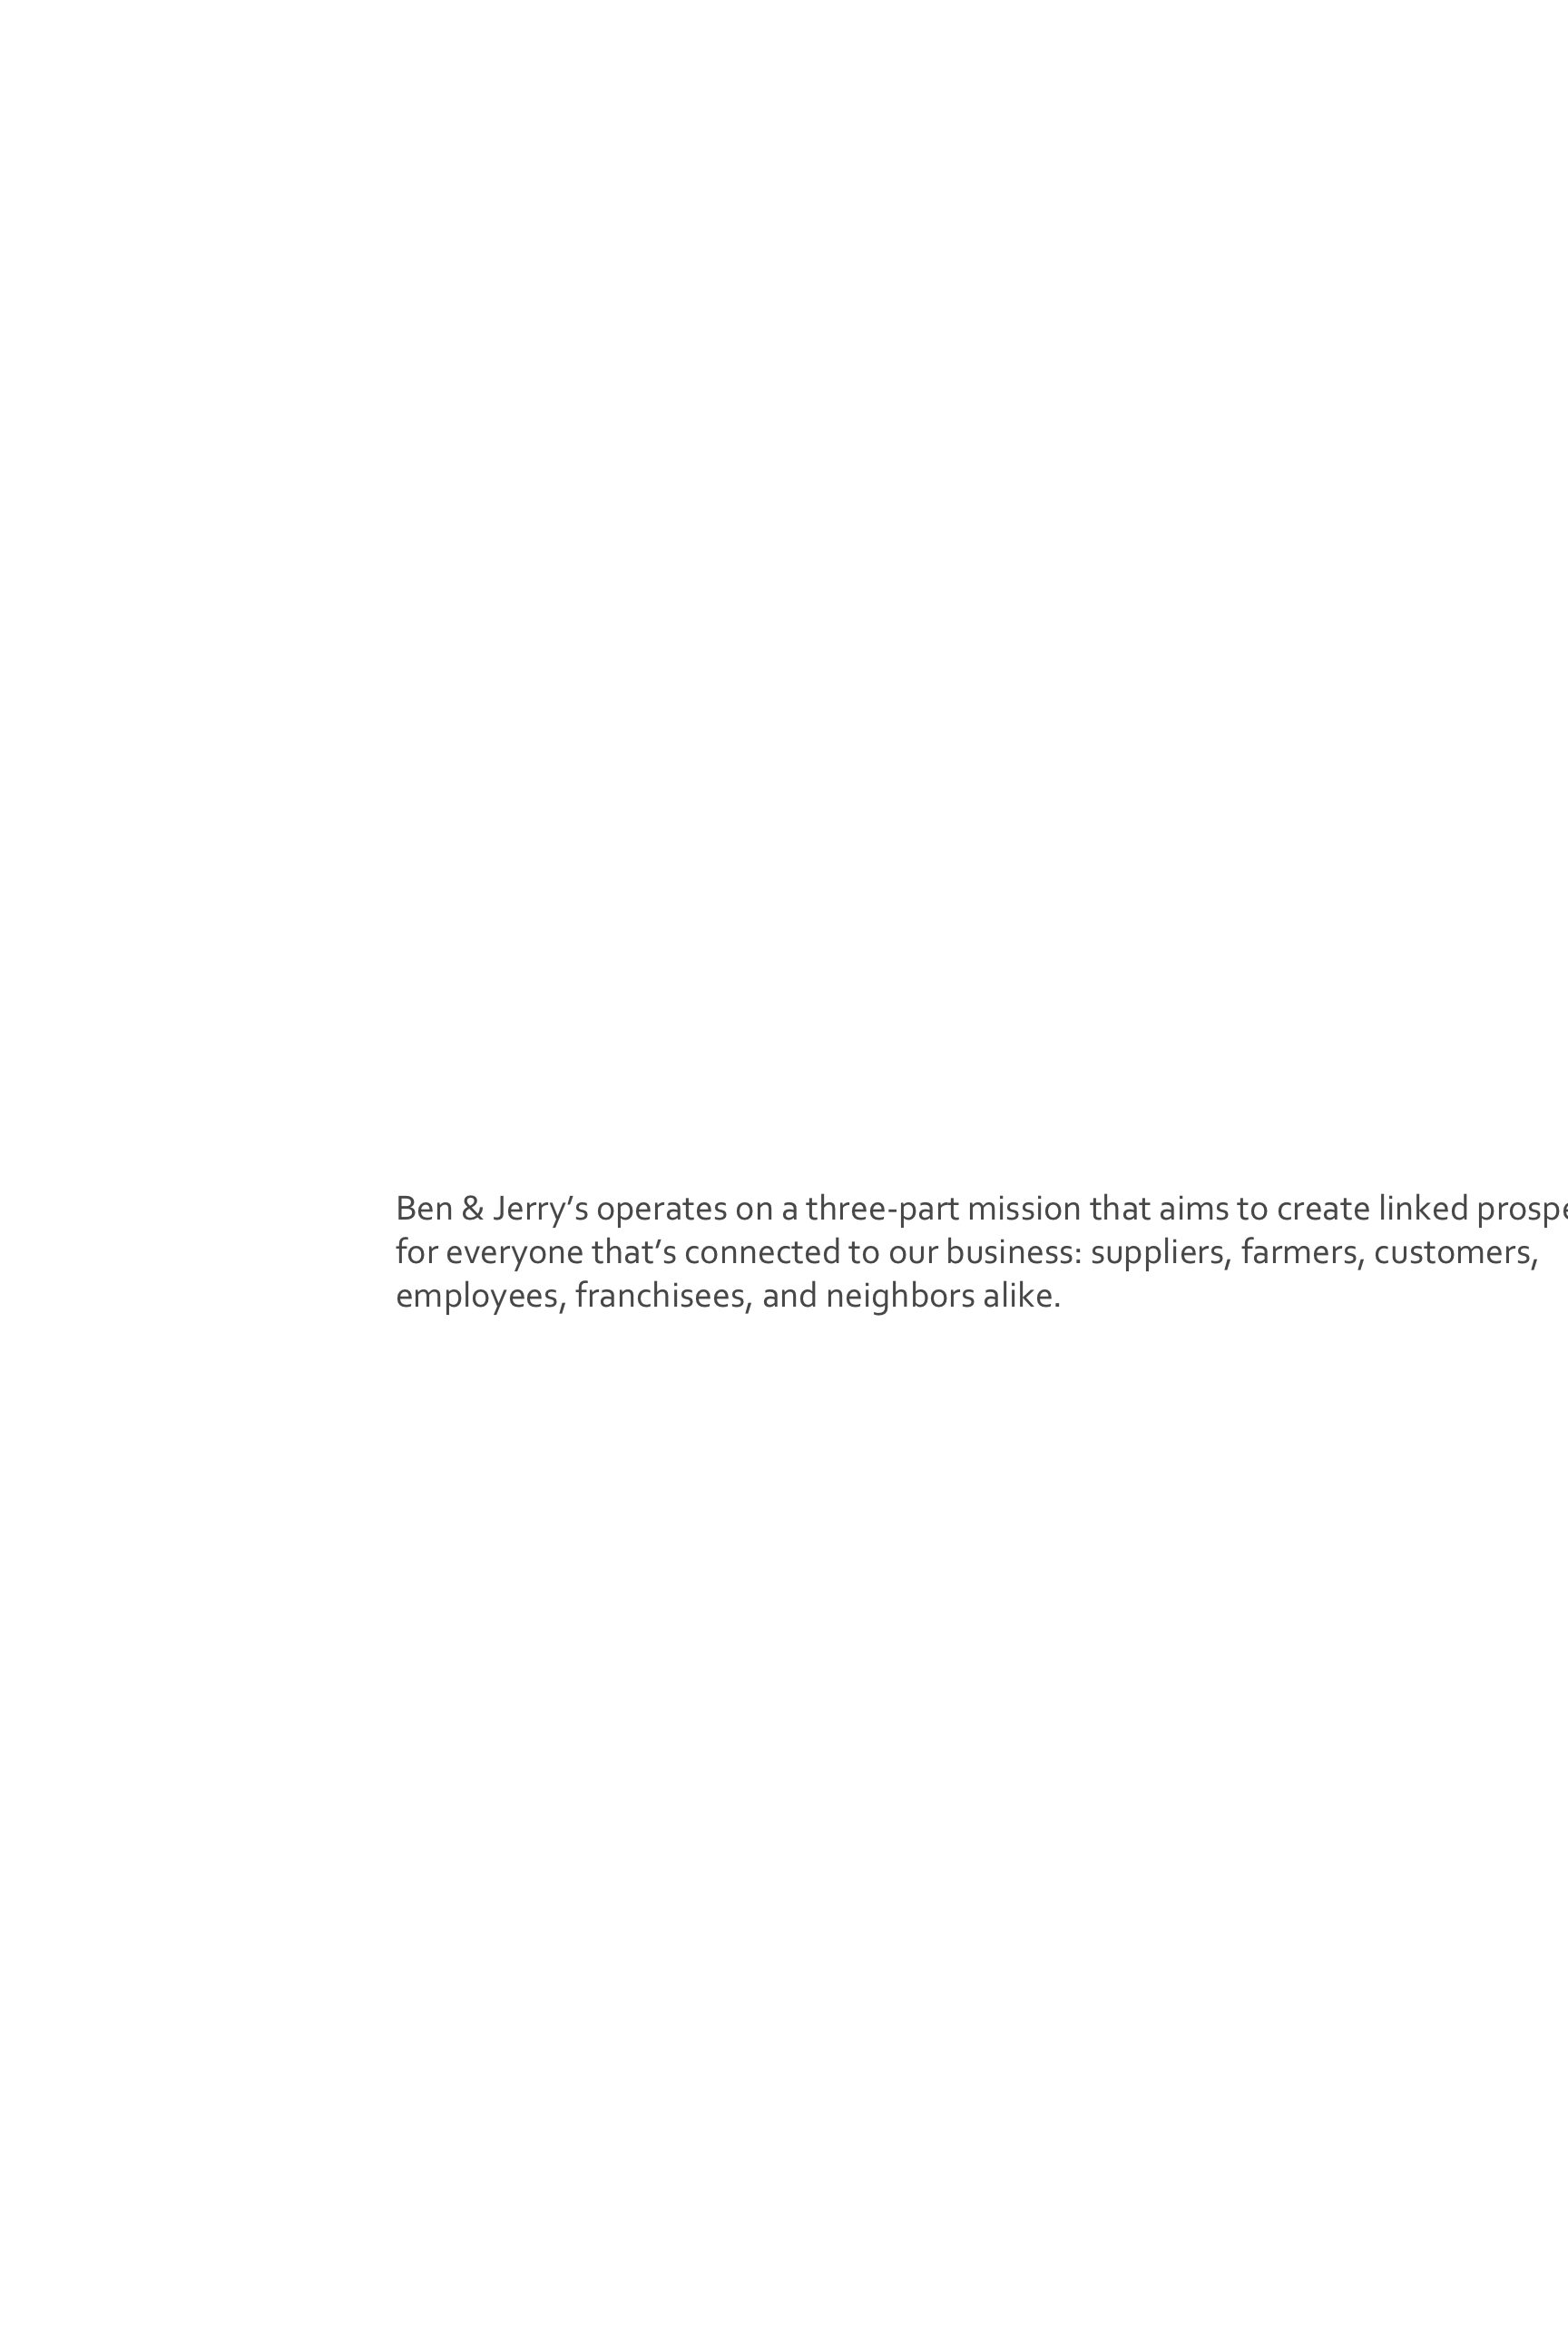 Ben & Jerry’s operates on a three-part mission that aims to create linked
for everyone that’s connected to our business: suppliers, farmers, customers,
employees, franchisees, and neighbors alike.